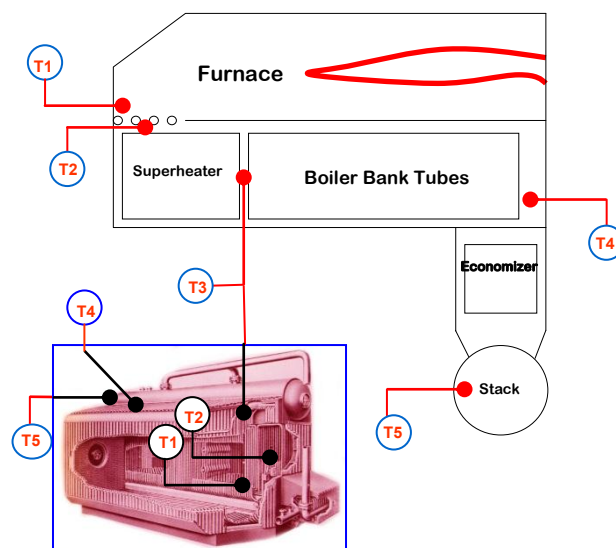 Furnace
T1
T2
Superheater
Boiler Bank Tubes
T4
Economizer
T3
T4
Stack
T5
T2
T1
T5